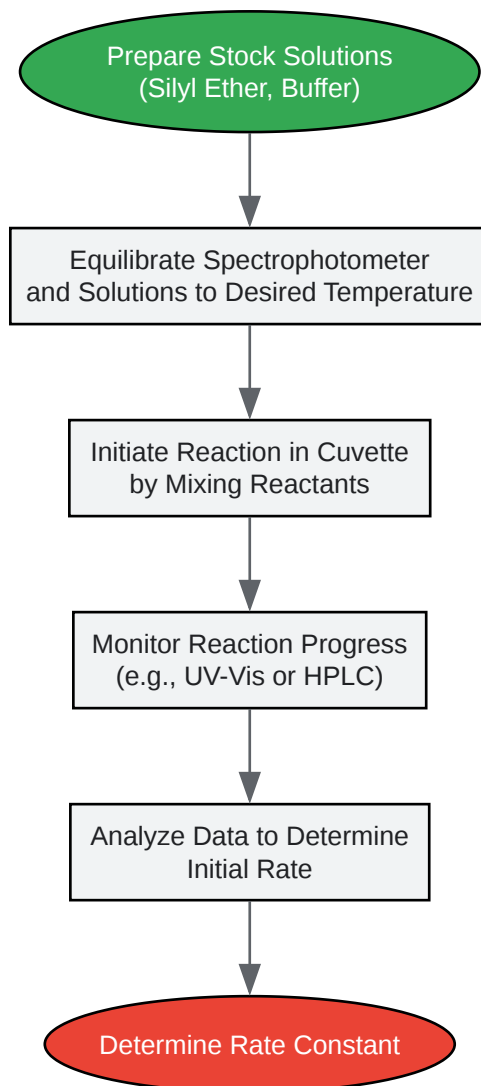 Prepare Stock Solutions
(Silyl Ether, Buffer)
Equilibrate Spectrophotometer
and Solutions to Desired Temperature
Initiate Reaction in Cuvette
by Mixing Reactants
Monitor Reaction Progress
(e.g., UV-Vis or HPLC)
Analyze Data to Determine
Initial Rate
Determine Rate Constant